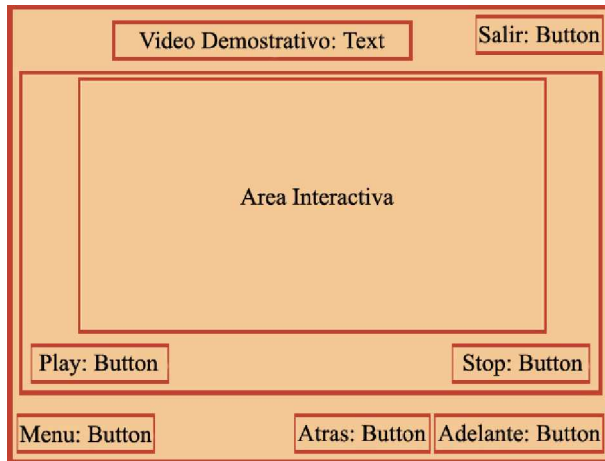 Video Demostrativo: Text
Salir: Button
Area Interactiva
Play: Button
Stop: Button
Menu: Button
Atras: Button
Adelante: Button